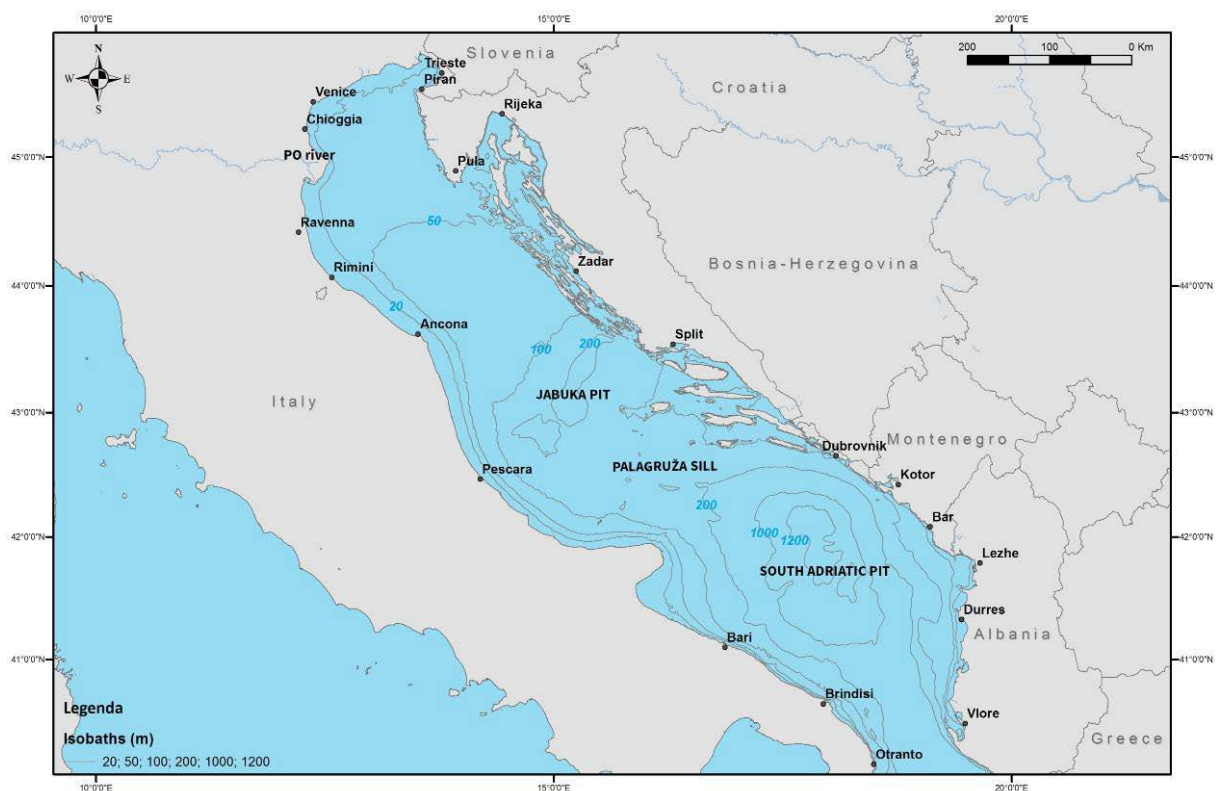 10°0'0"E 15°0'0"E 20°0'0"E
N
W E
S
Slovenia
200 100 0 Km
Trieste
Piran
Croatia
Venice
Rijeka
Chioggia
45°0'0"N
PO river
Pula
45°0'0"N
50
Ravenna
Zadar
Bosnia-Herzegovina
Rimini
44°0'0"N
44°0'0"N
20
Ancona
Split
100
200
Italy
JABUKA PIT
43°0'0"N
43°0'0"N
Dubrovnik
Montenegro
Pescara
PALAGRUŽA SILL
Kotor
200
Bar
1000
1200
42°0'0"N
42°0'0"N
Lezhe
SOUTH ADRIATIC PIT
Durres
Albania
Bari
41°0'0"N
41°0'0"N
Brindisi
Legenda
Vlore
Isobaths (m)
Greece
20; 50; 100; 200; 1000; 1200
Otranto
10°0'0"E 15°0'0"E 20°0'0"E